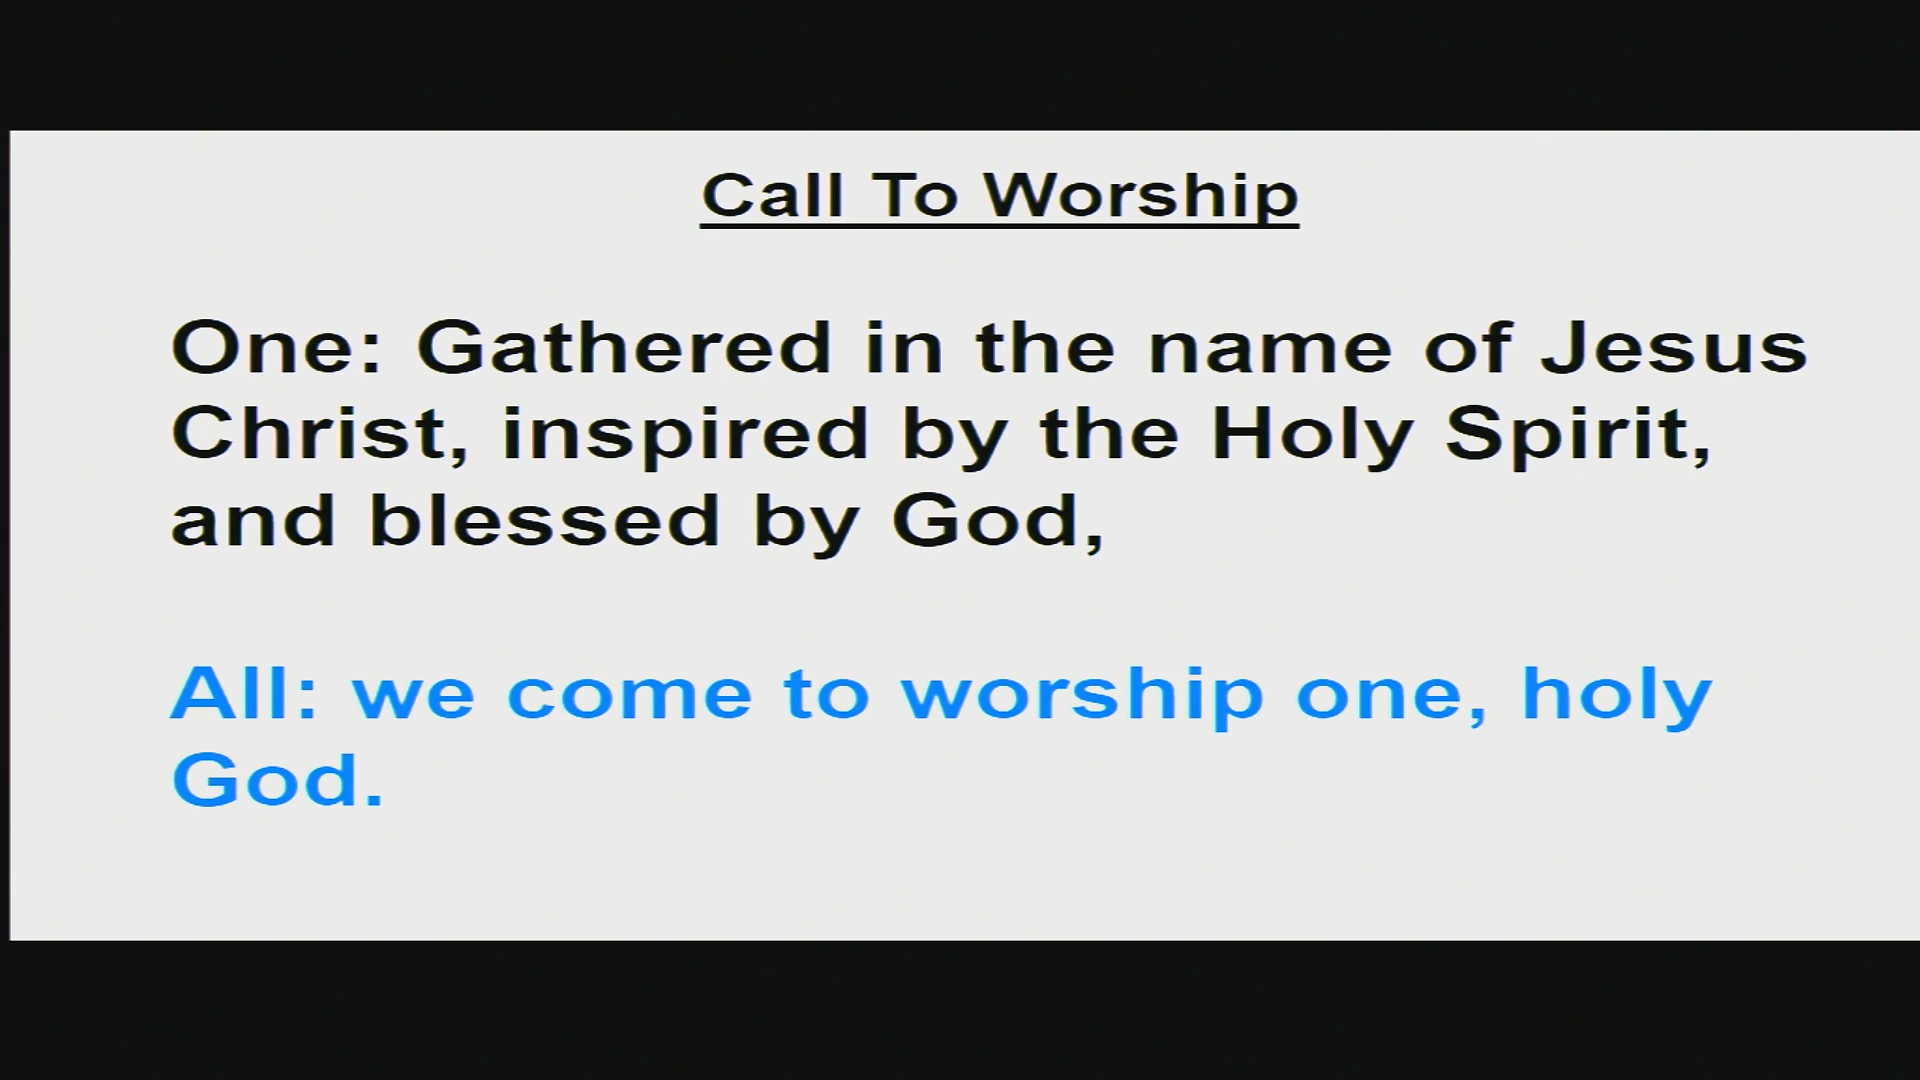 Call To Worship
One: Gathered in the name of Jesus
Christ, inspired by the Holy Spirit,
and blessed by God,
All: we come to worship one, holy
God.